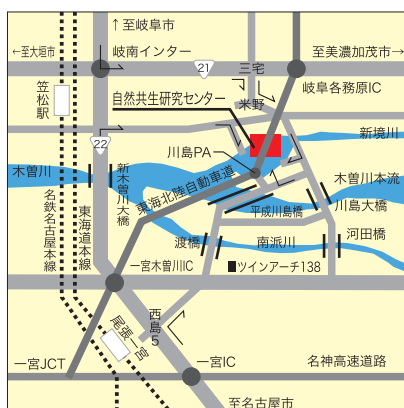 ↑至岐阜市
←至大垣市
岐南インター
21
至美濃加茂市→
三宅
岐阜各務原IC
笠松駅
自然共生研究センター
米野
22
新境川
川島PA
木曽川
新木曽川大橋
東海北陸自動車道
木曽川本流
川島大橋
平成川島橋
名鉄名古屋本線
東海道本線
渡橋
南派川
河田橋
一宮木曽川IC
ツインアーチ138
西島5
尾張一宮
一宮JCT
一宮IC
名神高速道路
至名古屋市